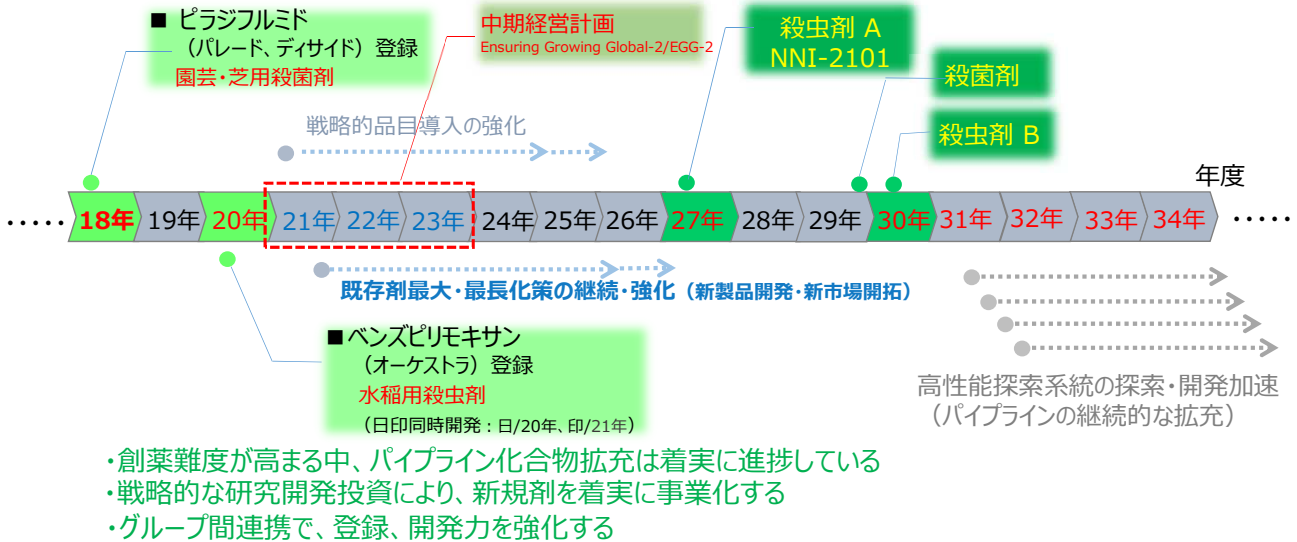 ■ ピラジフルミド
（パレード、ディサイド）登録
園芸・芝用殺菌剤
中期経営計画
Ensuring Growing Global-2/EGG-2
殺虫剤 A
NNI-2101
殺菌剤
殺虫剤 B
戦略的品目導入の強化
年度
‥‥・ 18年 19年 20年 21年 22年 23年 24年 25年 26年 27年 28年 29年 30年 31年 32年 33年 34年 ‥‥・
既存剤最大・最長化策の継続・強化（新製品開発・新市場開拓）
■ベンズピリモキサン
（オーケストラ）登録
水稲用殺虫剤
（日印同時開発：日/20年、印/21年）
高性能探索系統の探索・開発加速
（パイプラインの継続的な拡充）
・創薬難度が高まる中、パイプライン化合物拡充は着実に進捗している
・戦略的な研究開発投資により、新規剤を着実に事業化する
・グループ間連携で、登録、開発力を強化する